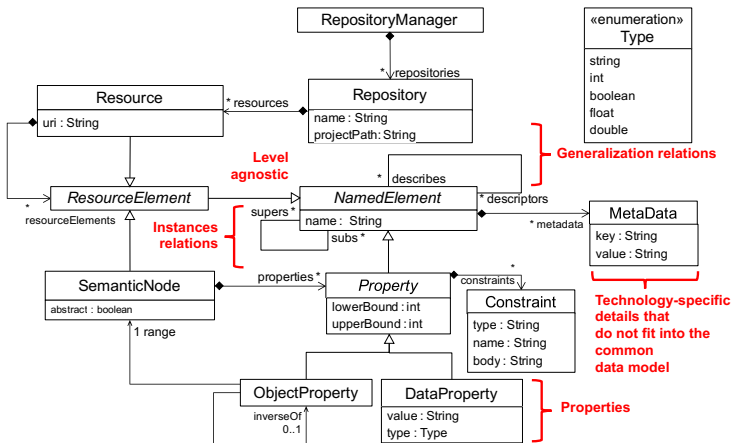 RepositoryManager
«enumeration»
Type
string
int
boolean
float
double
* repositories
Resource
uri : String
* resources
Repository
name : String
projectPath: String
Generalization relations
Level
agnostic
describes
* descriptors
ResourceElement
*
resourceElements
NamedElement
name : String
supers *
subs *
Instances
relations
* metadata
MetaData
key : String
value : String
SemanticNode
abstract : boolean
properties *
Property
lowerBound : int
upperBound : int
*
constraints
Constraint
type : String
name : String
body : String
Technology-specific
details that
do not fit into the
common
data model
1 range
ObjectProperty
inverseOf
0..1
DataProperty
value : String
type : Type
Properties